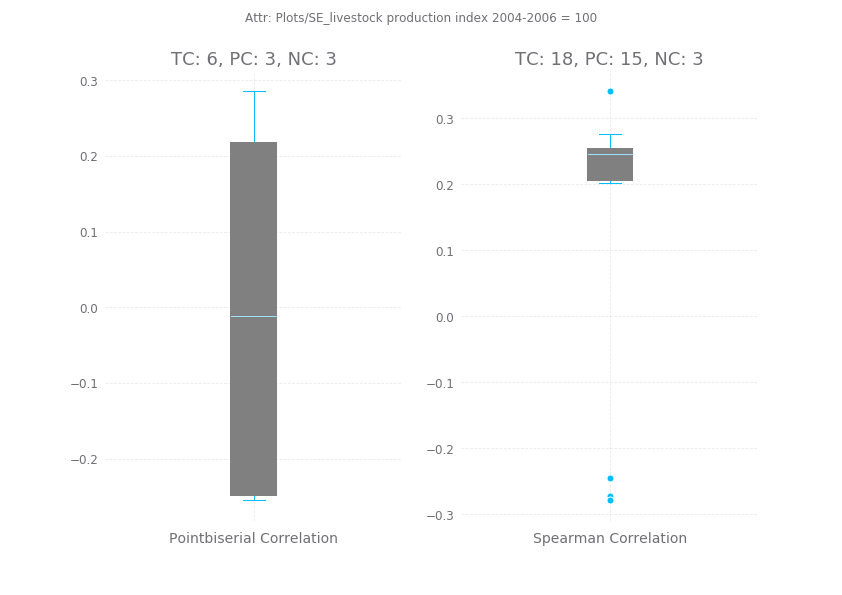 Attr: Plots/SE_livestock production index 2004-2006 = 100
TC: 6, PC: 3, NC: 3
0.3
0.2
0.1
0.0
−0.1
−0.2
Pointbiserial Correlation
TC: 18, PC: 15, NC: 3
0.3
0.2
0.1
0.0
−0.1
−0.2
−0.3
Spearman Correlation